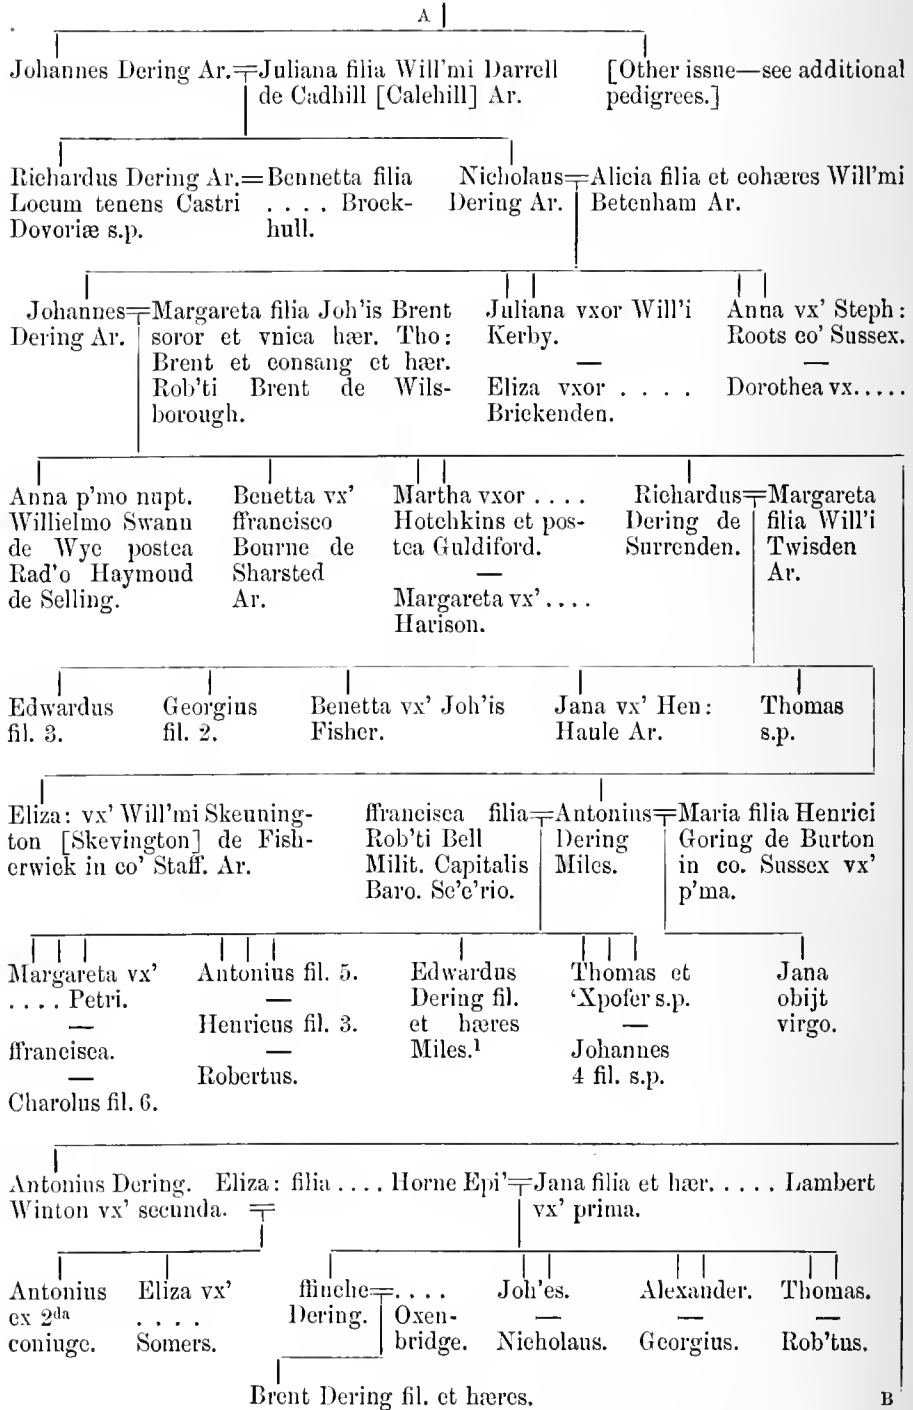 A
Johannes Dering Ar.
Juliana filia Will'mi Darrell
de Cadhill [Calehill] Ar.
[Other issue—see additional
pedigrees.]
Richardus Dering Ar.
Locum tenens Castri
Dovoriæ s.p.
Bennetta filia
. . . . Brock-
hull.
Nicholaus
Dering Ar.
Alicia filia et cohæres Will'mi
Betenham Ar.
Johannes
Dering Ar.
Margareta filia Joh'is Brent
soror et vnica hær. Tho:
Brent et consang et hær.
Rob'ti Brent de Wils-
borough.
Juliana vxor Will'i
Kerby.
—
Eliza vxor . . . .
Brickenden.
Anna vx' Steph:
Roots co' Sussex.
—
Dorothea vx.....
Anna p'mo nupt.
Willielmo Swann
de Wye postea
Rad'o Haymond
de Selling.
Benetta vx'
ffrancisco
Bourne de
Sharsted
Ar.
Martha vxor . . . .
Hotchkins et pos-
tea Guldiford.
—
Margareta vx' . . . .
Harison.
Richardus
Dering de
Surrenden.
Margareta
filia Will'i
Twisden
Ar.
Edwardus
fil. 3.
Georgius
fil. 2.
Benetta vx' Joh'is
Fisher.
Jana vx' Hen:
Haule Ar.
Thomas
s.p.
Eliza: vx' Will'mi Skenning-
ton [Skevington] de Fish-
erwick in co' Staff. Ar.
ffrancisca filia
Rob'ti Bell
Milit. Capitalis
Baro. Sc'c'rio.
Antonius
Dering
Miles.
Maria filia Henrici
Goring de Burton
in co. Sussex vx'
p'ma.
Margareta vx'
. . . . Petri.
—
ffrancisca.
—
Charolus fil. 6.
Antonius fil. 5.
—
Henricus fil. 3.
—
Robertus.
Edwardus
Dering fil.
et hæres
Miles.¹
Thomas et
'Xpofer s.p.
—
Johannes
4 fil. s.p.
Jana
obijt
virgo.
Antonius Dering.
Eliza: filia . . . . Horne Epi'
Winton vx' secunda.
Jana filia et hær. . . . . Lambert
vx' prima.
Antonius
ex 2da
coniuge.
Eliza vx'
. . . .
Somers.
ffinche
Dering.
. . . .
Oxen-
bridge.
Joh'es.
—
Nicholaus.
Alexander.
—
Georgius.
Thomas.
—
Rob'tus.
Brent Dering fil. et hæres.
B